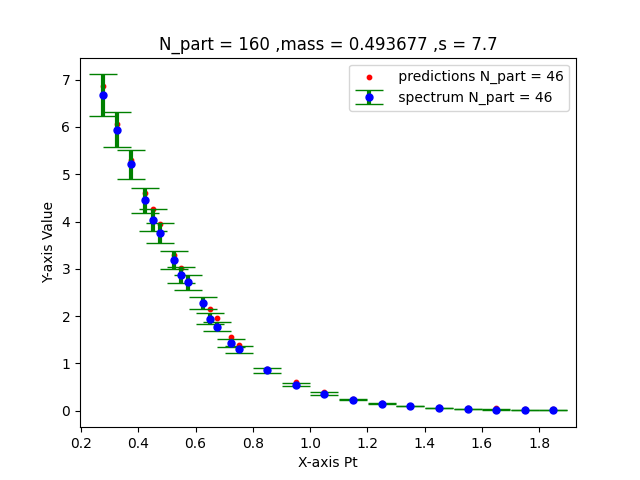 N_part = 160 ,mass = 0.493677 ,s = 7.7
predictions N_part = 46
spectrum N_part = 46
Y-axis Value
7
6
5
4
3
2
1
0
0.2 0.4 0.6 0.8 1.0 1.2 1.4 1.6 1.8
X-axis Pt